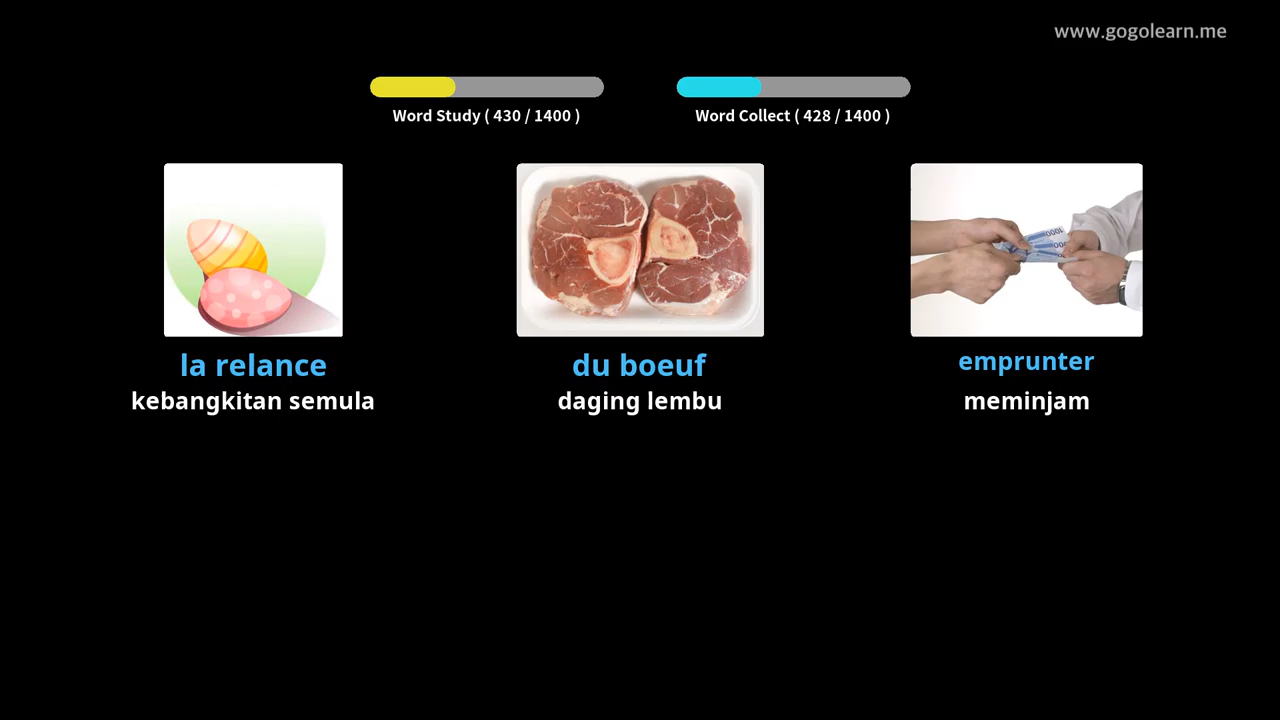 www.gogolearn.me
Word Study ( 430 / 1400 )
Word Collect ( 428 / 1400 )
la relance
kebangkitan semula
du boeuf
daging lembu
emprunter
meminjam